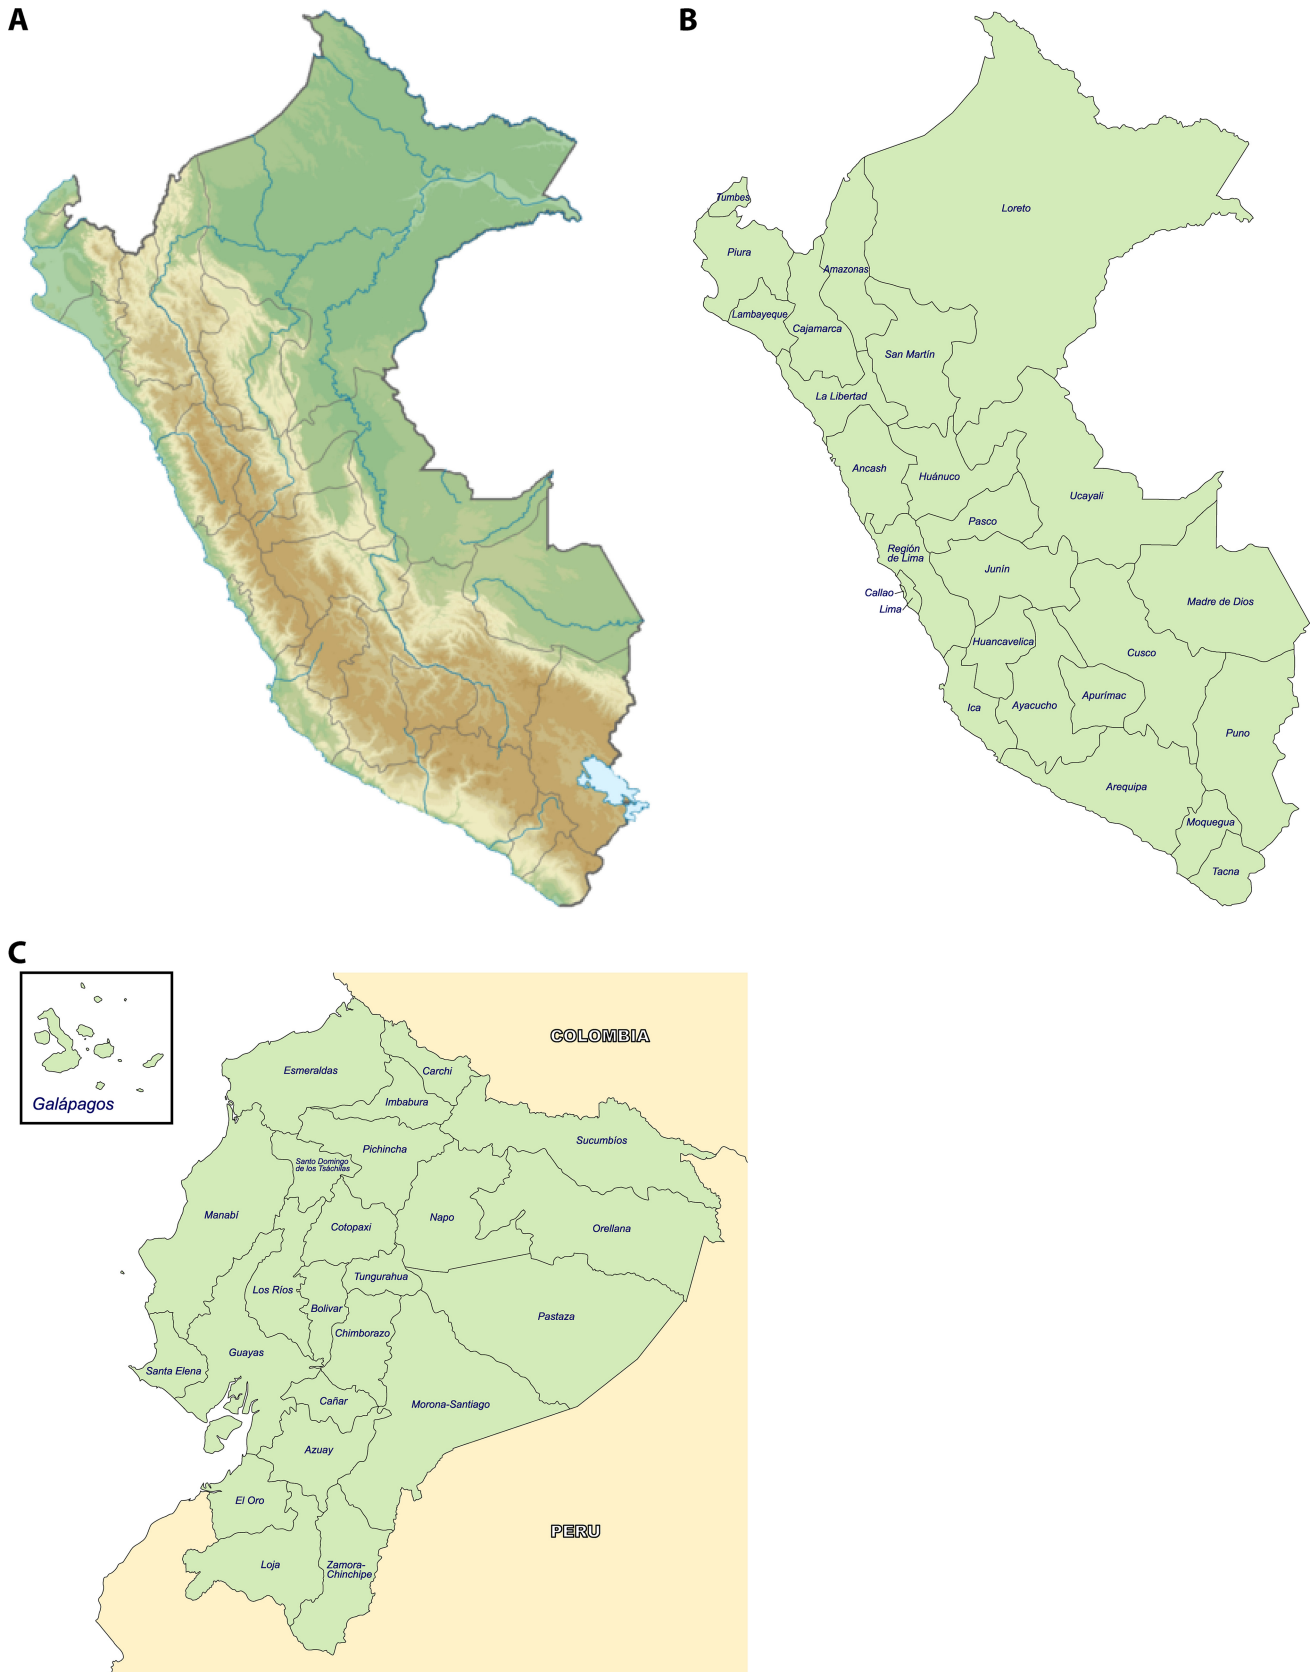 A
B
Tumbes
Loreto
Piura
Amazonas
Lambayeque
Cajamarca
San Martín
La Libertad
Ancash
Huánuco
Ucayali
Pasco
Región
de Lima
Junín
Callao
Lima
Madre de Dios
Huancavelica
Cusco
Apurímac
Ica
Ayacucho
Puno
Arequipa
Moquegua
Tacna
C
Galápagos
COLOMBIA
Esmeraldas
Carchi
Imbabura
Sucumbíos
Pichincha
Santo Domingo
de los Tsáchilas
Manabí
Napo
Cotopaxi
Orellana
Tungurahua
Los Ríos
Bolivar
Pastaza
Chimborazo
Guayas
Santa Elena
Cañar
Morona-Santiago
Azuay
El Oro
PERU
Loja
Zamora-
Chinchipe